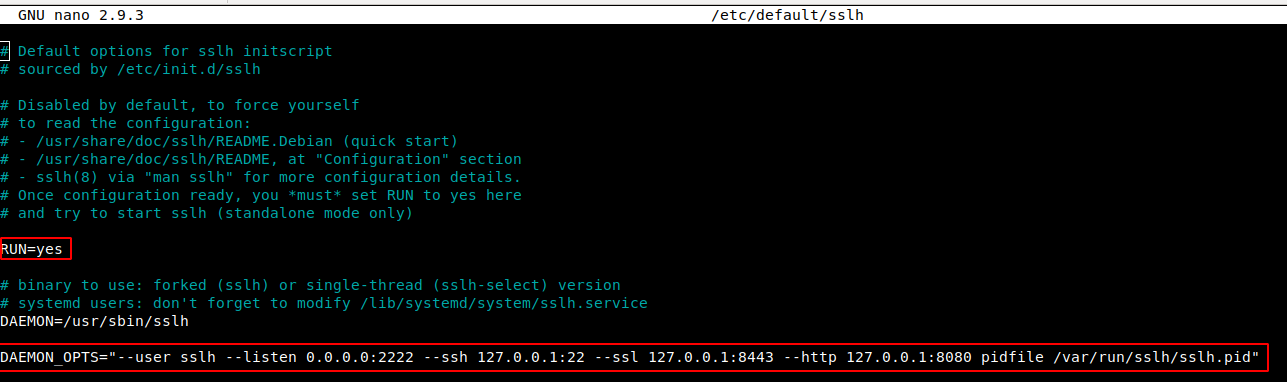 GNU nano 2.9.3 /etc/default/sslh
# Default options for sslh initscript
# sourced by /etc/init.d/sslh
# Disabled by default, to force yourself
# to read the configuration:
# - /usr/share/doc/sslh/README.Debian (quick start)
# - /usr/share/doc/sslh/README, at "Configuration" section
# - sslh(8) via "man sslh" for more configuration details.
# Once configuration ready, you *must* set RUN to yes here
# and try to start sslh (standalone mode only)
RUN=yes
# binary to use: forked (sslh) or single-thread (sslh-select) version
# systemd users: don't forget to modify /lib/systemd/system/sslh.service
DAEMON=/usr/sbin/sslh
DAEMON_OPTS="--user sslh --listen 0.0.0.0:2222 --ssh 127.0.0.1:22 --ssl 127.0.0.1:8443 --http 127.0.0.1:8080 pidfile /var/run/sslh/sslh.pid"